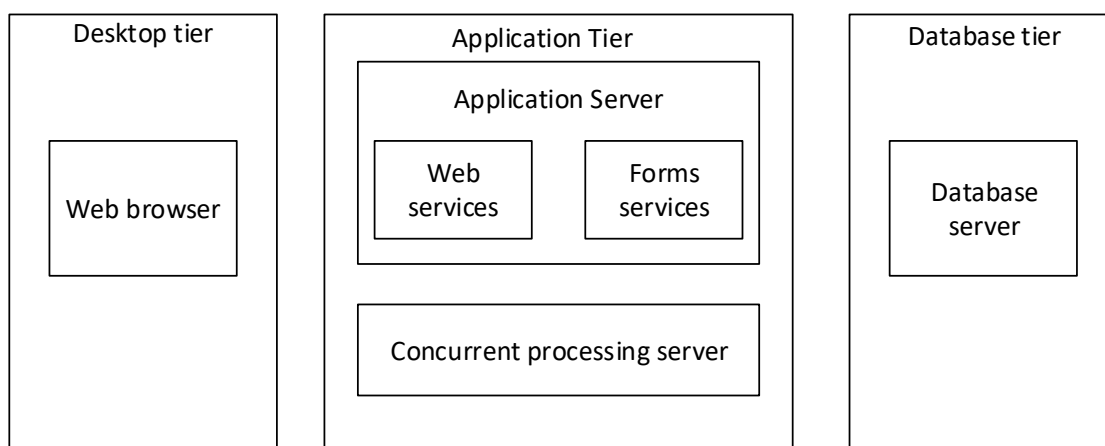 Desktop tier
Web browser
Application Tier
Application Server
Web
services
Forms
services
Concurrent processing server
Database tier
Database
server